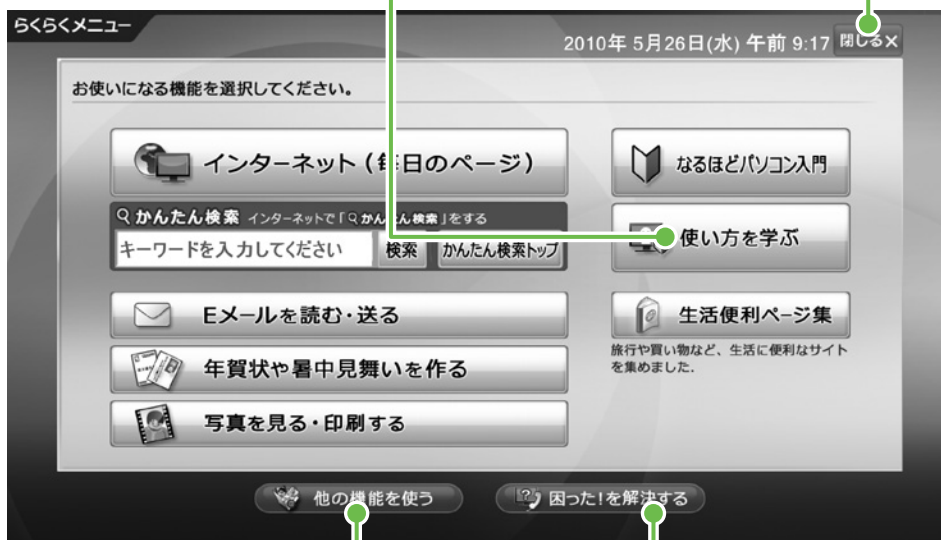 らくらくメニュー
2010年 5月26日(水) 午前 9:17 閉じる×
お使いになる機能を選択してください。
インターネット(毎日のページ)
なるほどパソコン入門
かんたん検索 インターネットで「かんたん検索」をする
キーワードを入力してください 検索 かんたん検索トップ
使い方を学ぶ
Eメールを読む・送る
生活便利ページ集
旅行や買い物など、生活に便利なサイト
を集めました.
年賀状や暑中見舞いを作る
写真を見る・印刷する
他の機能を使う
困った!を解決する